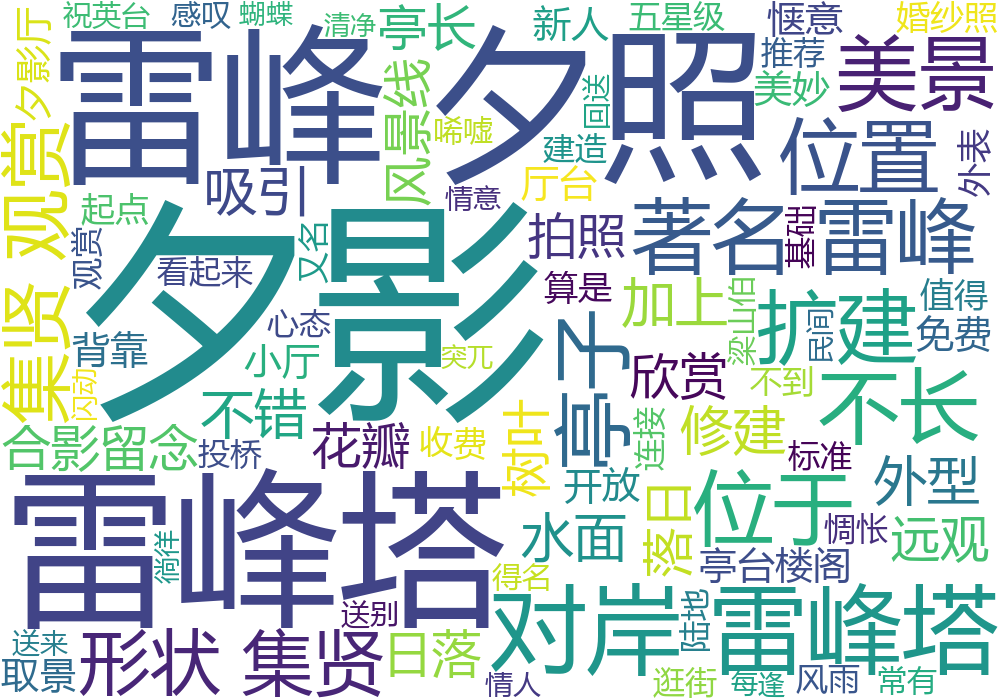 祝英台
感叹
蝴蝶
清净
亭长
新人
五星级
惬意
婚纱照
夕影厅
雷峰夕照
推荐
美景
美妙
回送
风景线
唏嘘
观赏
建造
位置
外表
吸引
情意
厅台
起点
拍照
著名
基础
雷峰
观赏
又名
看起来
夕影
算是
加上
梁山伯
扩建
值得
集贤
心态
民间
免费
背靠
小厅
突兀
亭子
欣赏
不到
不长
闪动
不错
树叶
连接
修建
合影留念
投桥
花瓣
收费
标准
外型
雷峰塔
开放
落日
位于
惆怅
远观
徜徉
水面
亭台楼阁
得名
送别
对岸
陆地
雷峰塔
送来
形状
集贤
日落
取景
情人
逛街
每逢
风雨
常有